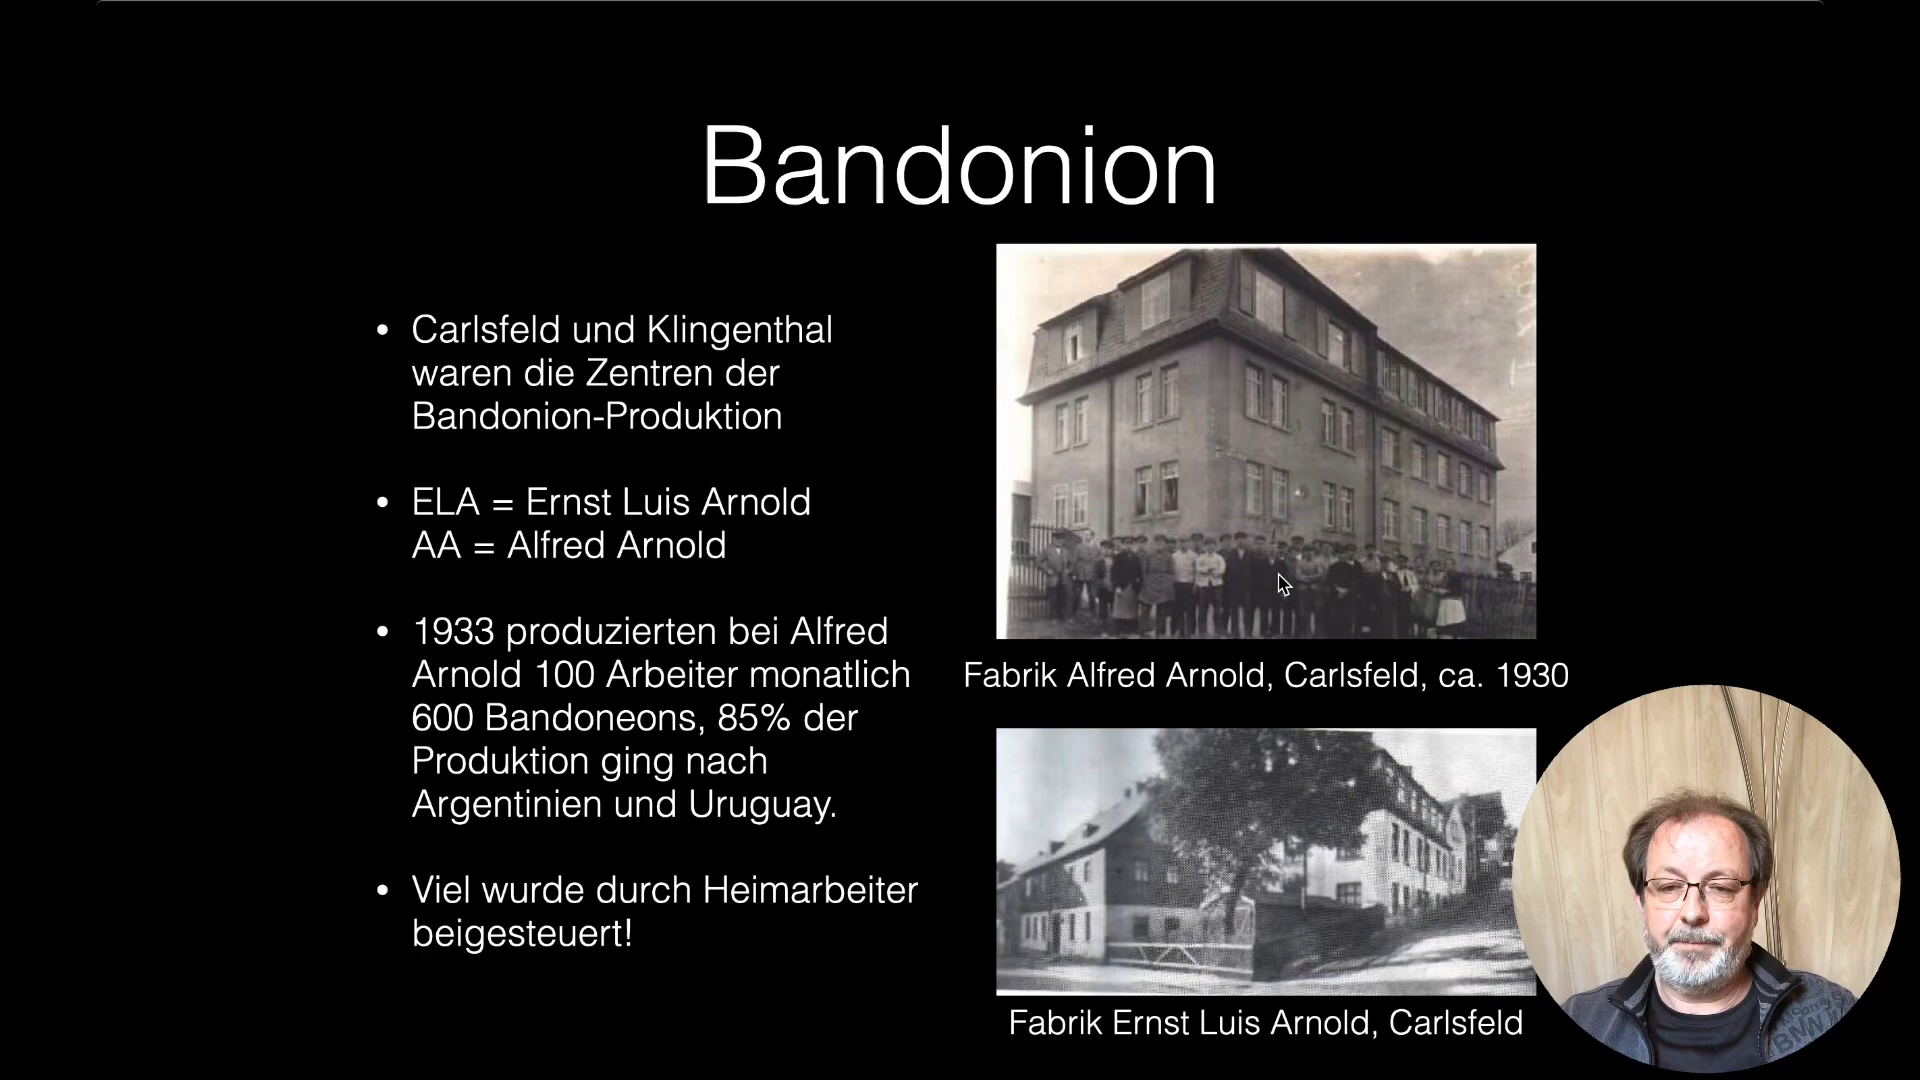 Bandonion
• Carlsfeld und Klingenthal
waren die Zentren der
Bandonion-Produktion
• ELA = Ernst Luis Arnold
AA = Alfred Arnold
• 1933 produzierten bei Alfred
Arnold 100 Arbeiter monatlich
600 Bandoneons, 85% der
Produktion ging nach
Argentinien und Uruguay.
• Viel wurde durch Heimarbeiter
beigesteuert!
Fabrik Alfred Arnold, Carlsfeld, ca. 1930
Fabrik Ernst Luis Arnold, Carlsfeld